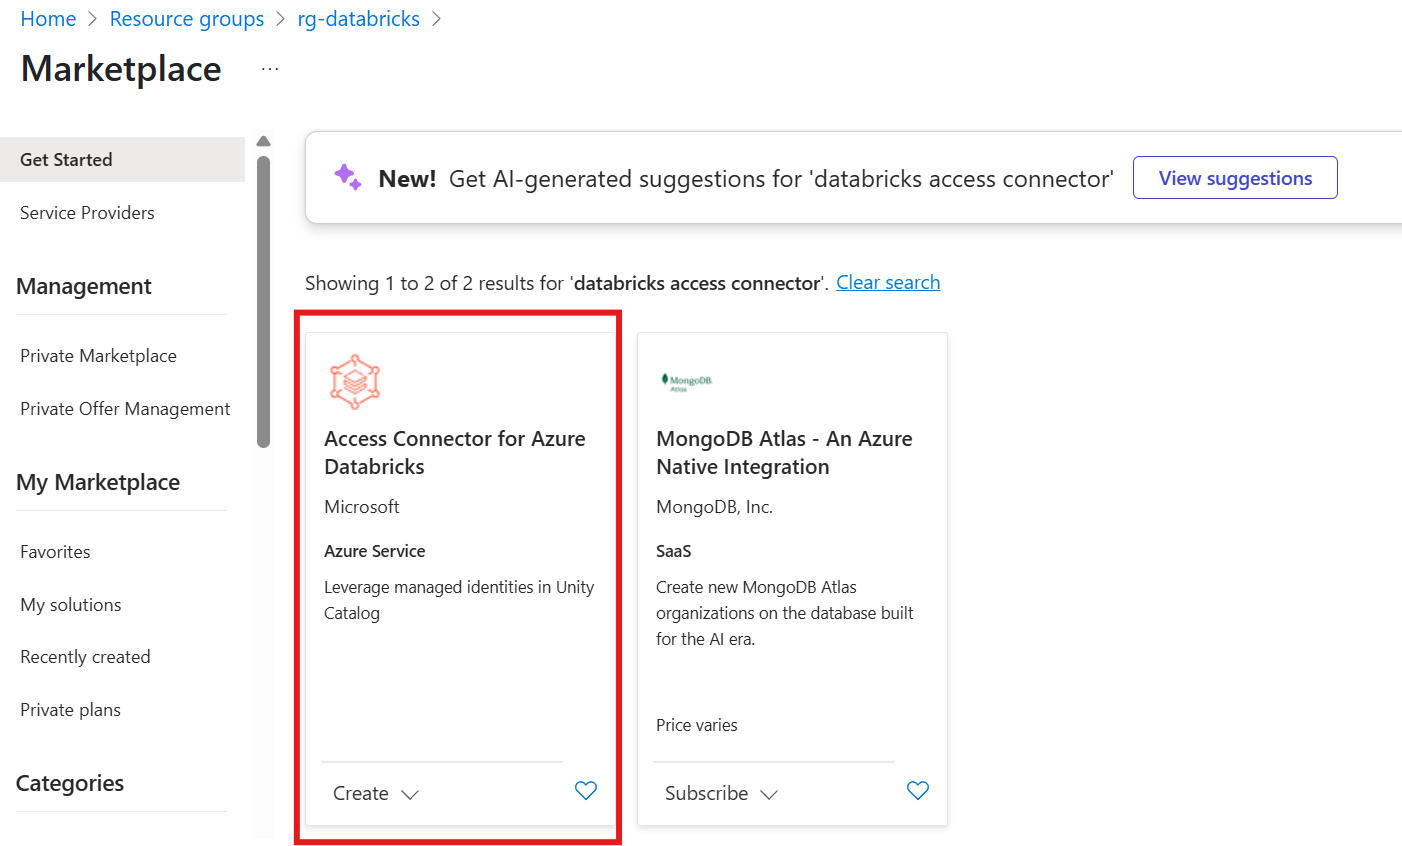 Home > Resource groups > rg-databricks >
Marketplace ...
Get Started
Service Providers
Management
Private Marketplace
Private Offer Management
My Marketplace
Favorites
My solutions
Recently created
Private plans
Categories
New! Get AI-generated suggestions for 'databricks access connector' View suggestions
Showing 1 to 2 of 2 results for 'databricks access connector'. Clear search
Access Connector for Azure
Databricks
Microsoft
Azure Service
Leverage managed identities in Unity
Catalog
Create
MongoDB
Atlas
MongoDB Atlas - An Azure
Native Integration
MongoDB, Inc.
SaaS
Create new MongoDB Atlas
organizations on the database built
for the AI era.
Price varies
Subscribe